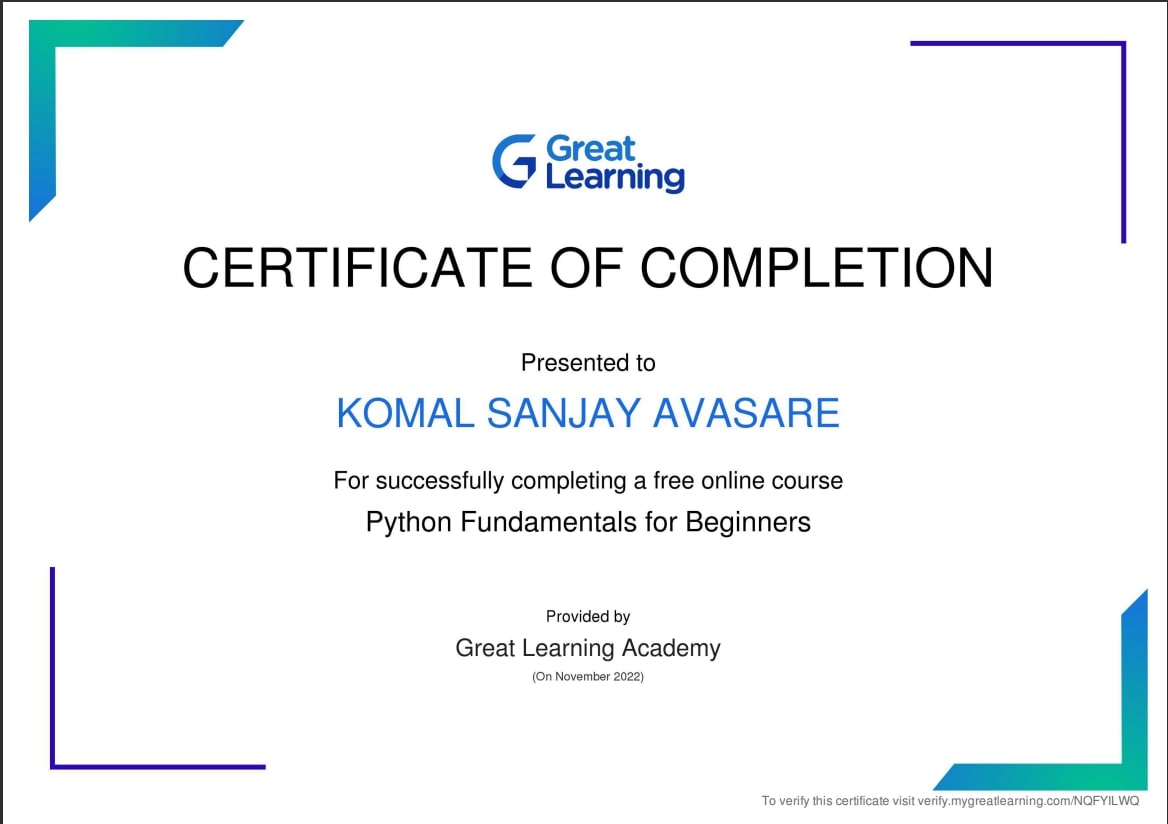 Great
Learning
CERTIFICATE OF COMPLETION
Presented to
KOMAL SANJAY AVASARE
For successfully completing a free online course
Python Fundamentals for Beginners
Provided by
Great Learning Academy
(On November 2022)
To verify this certificate visit verify.mygreatlearning.com/NQFYILWQ